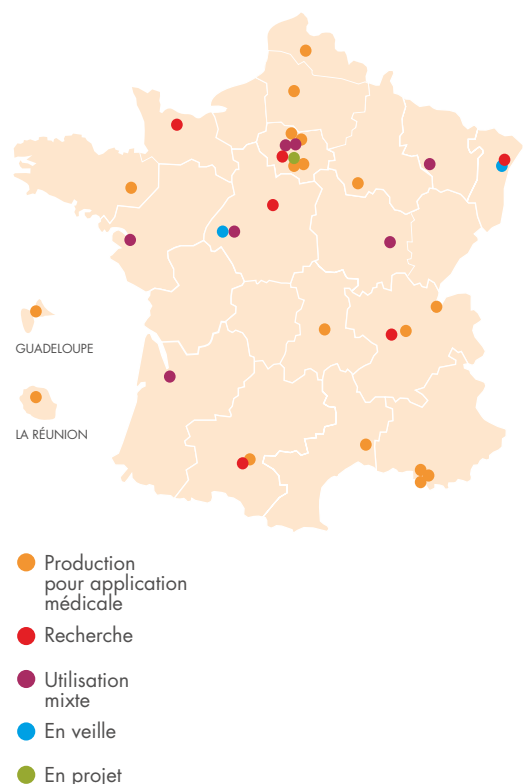 GUADELOUPE
LA RÉUNION
Production
pour application
médicale
Recherche
Utilisation
mixte
En veille
En projet